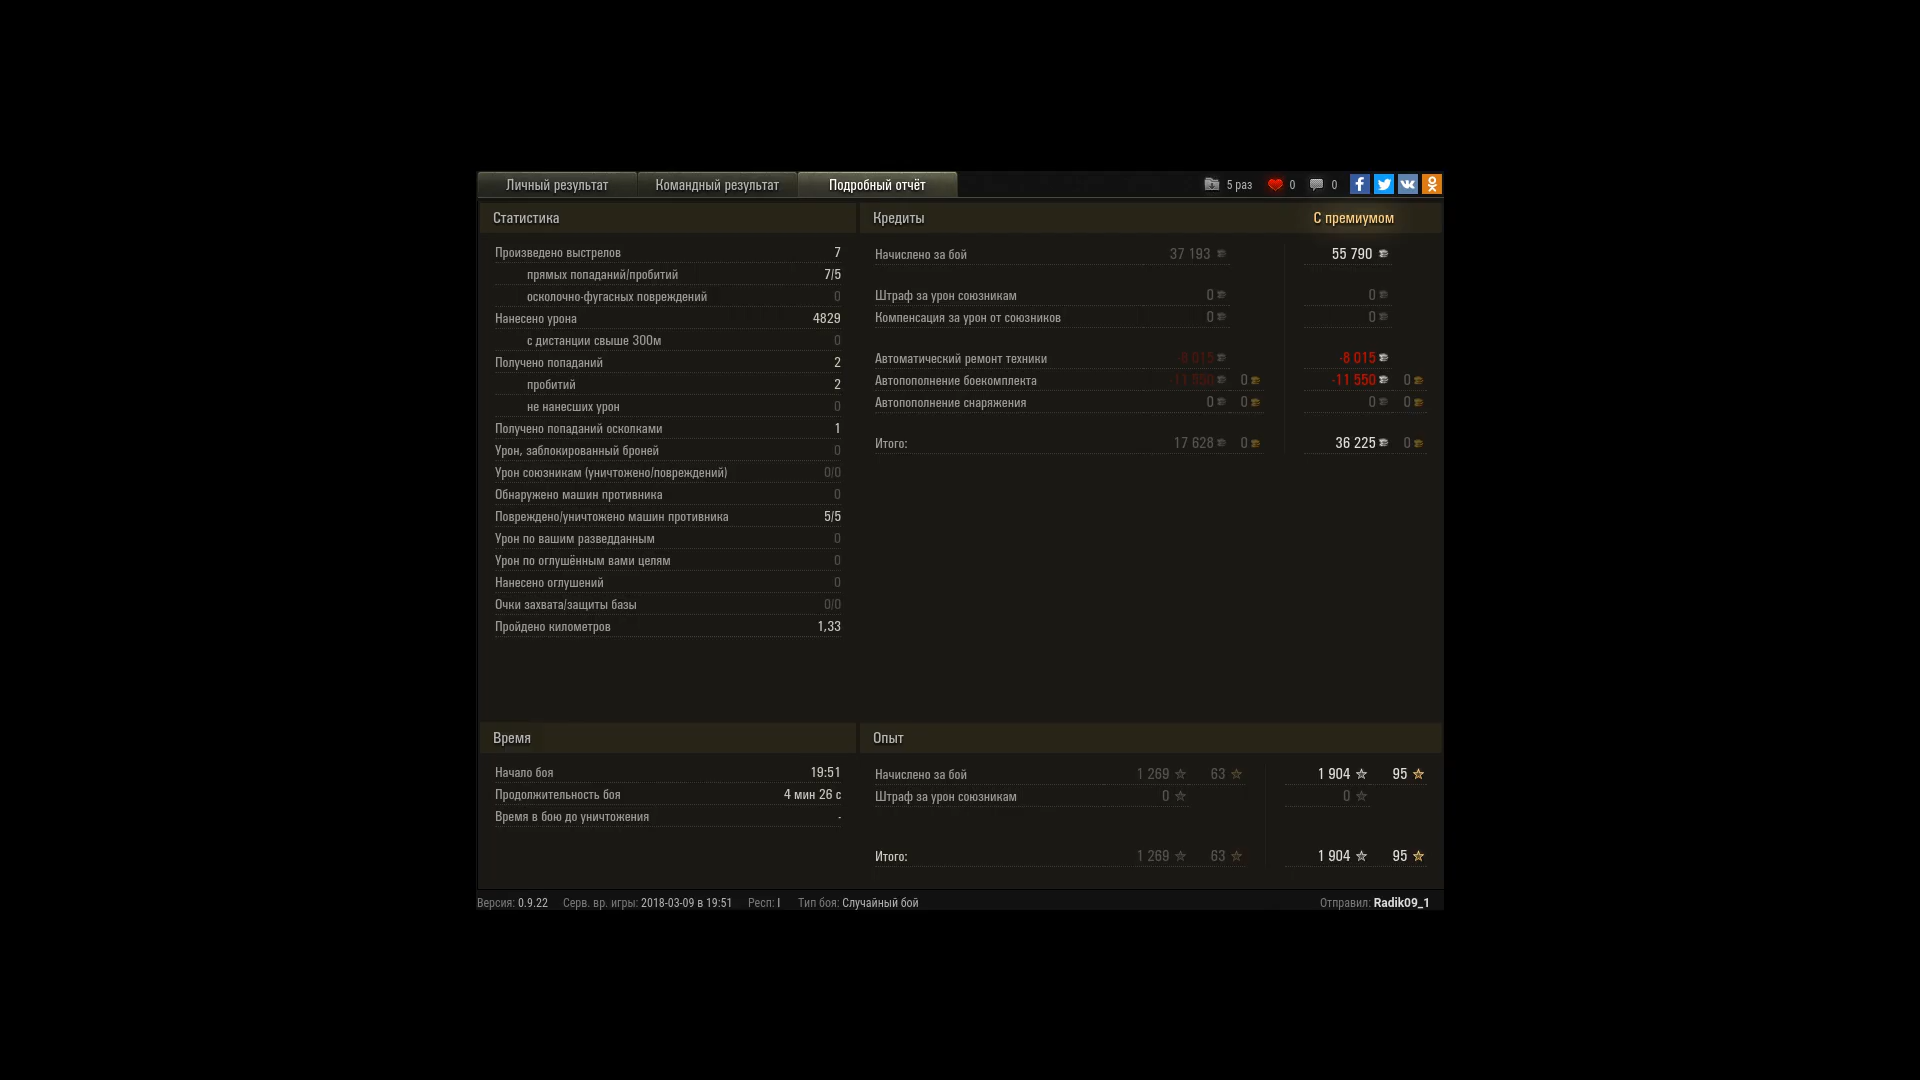 Личный результат Командный результат Подробный отчёт 5 раз 0 0
Статистика
Произведено выстрелов 7
прямых попаданий/пробитий 7/5
осколочно-фугасных повреждений 0
Нанесено урона 4829
с дистанции свыше 300м 0
Получено попаданий 2
пробитий 2
не нанесших урон 0
Получено попаданий осколками 1
Урон, заблокированный броней 0
Урон союзникам (уничтожено/повреждений) 0/0
Обнаружено машин противника 0
Повреждено/уничтожено машин противника 5/5
Урон по вашим разведданным 0
Урон по оглушённым вами целям 0
Нанесено оглушений 0
Очки захвата/защиты базы 0/0
Пройдено километров 1,33
Кредиты С премиумом
Начислено за бой 37 193 55 790
Штраф за урон союзникам 0 0
Компенсация за урон от союзников 0 0
Автоматический ремонт техники -8 015 -8 015
Автопополнение боекомплекта -11 550 0 -11 550 0
Автопополнение снаряжения 0 0 0 0
Итого: 17 628 0 36 225 0
Время
Начало боя 19:51
Продолжительность боя 4 мин 26 с
Время в бою до уничтожения -
Опыт
Начислено за бой 1 269 63 1 904 95
Штраф за урон союзникам 0 0
Итого: 1 269 63 1 904 95
Версия: 0.9.22 Серв. вр. игры: 2018-03-09 в 19:51 Респ: I Тип боя: Случайный бой Отправил: Radik09_1